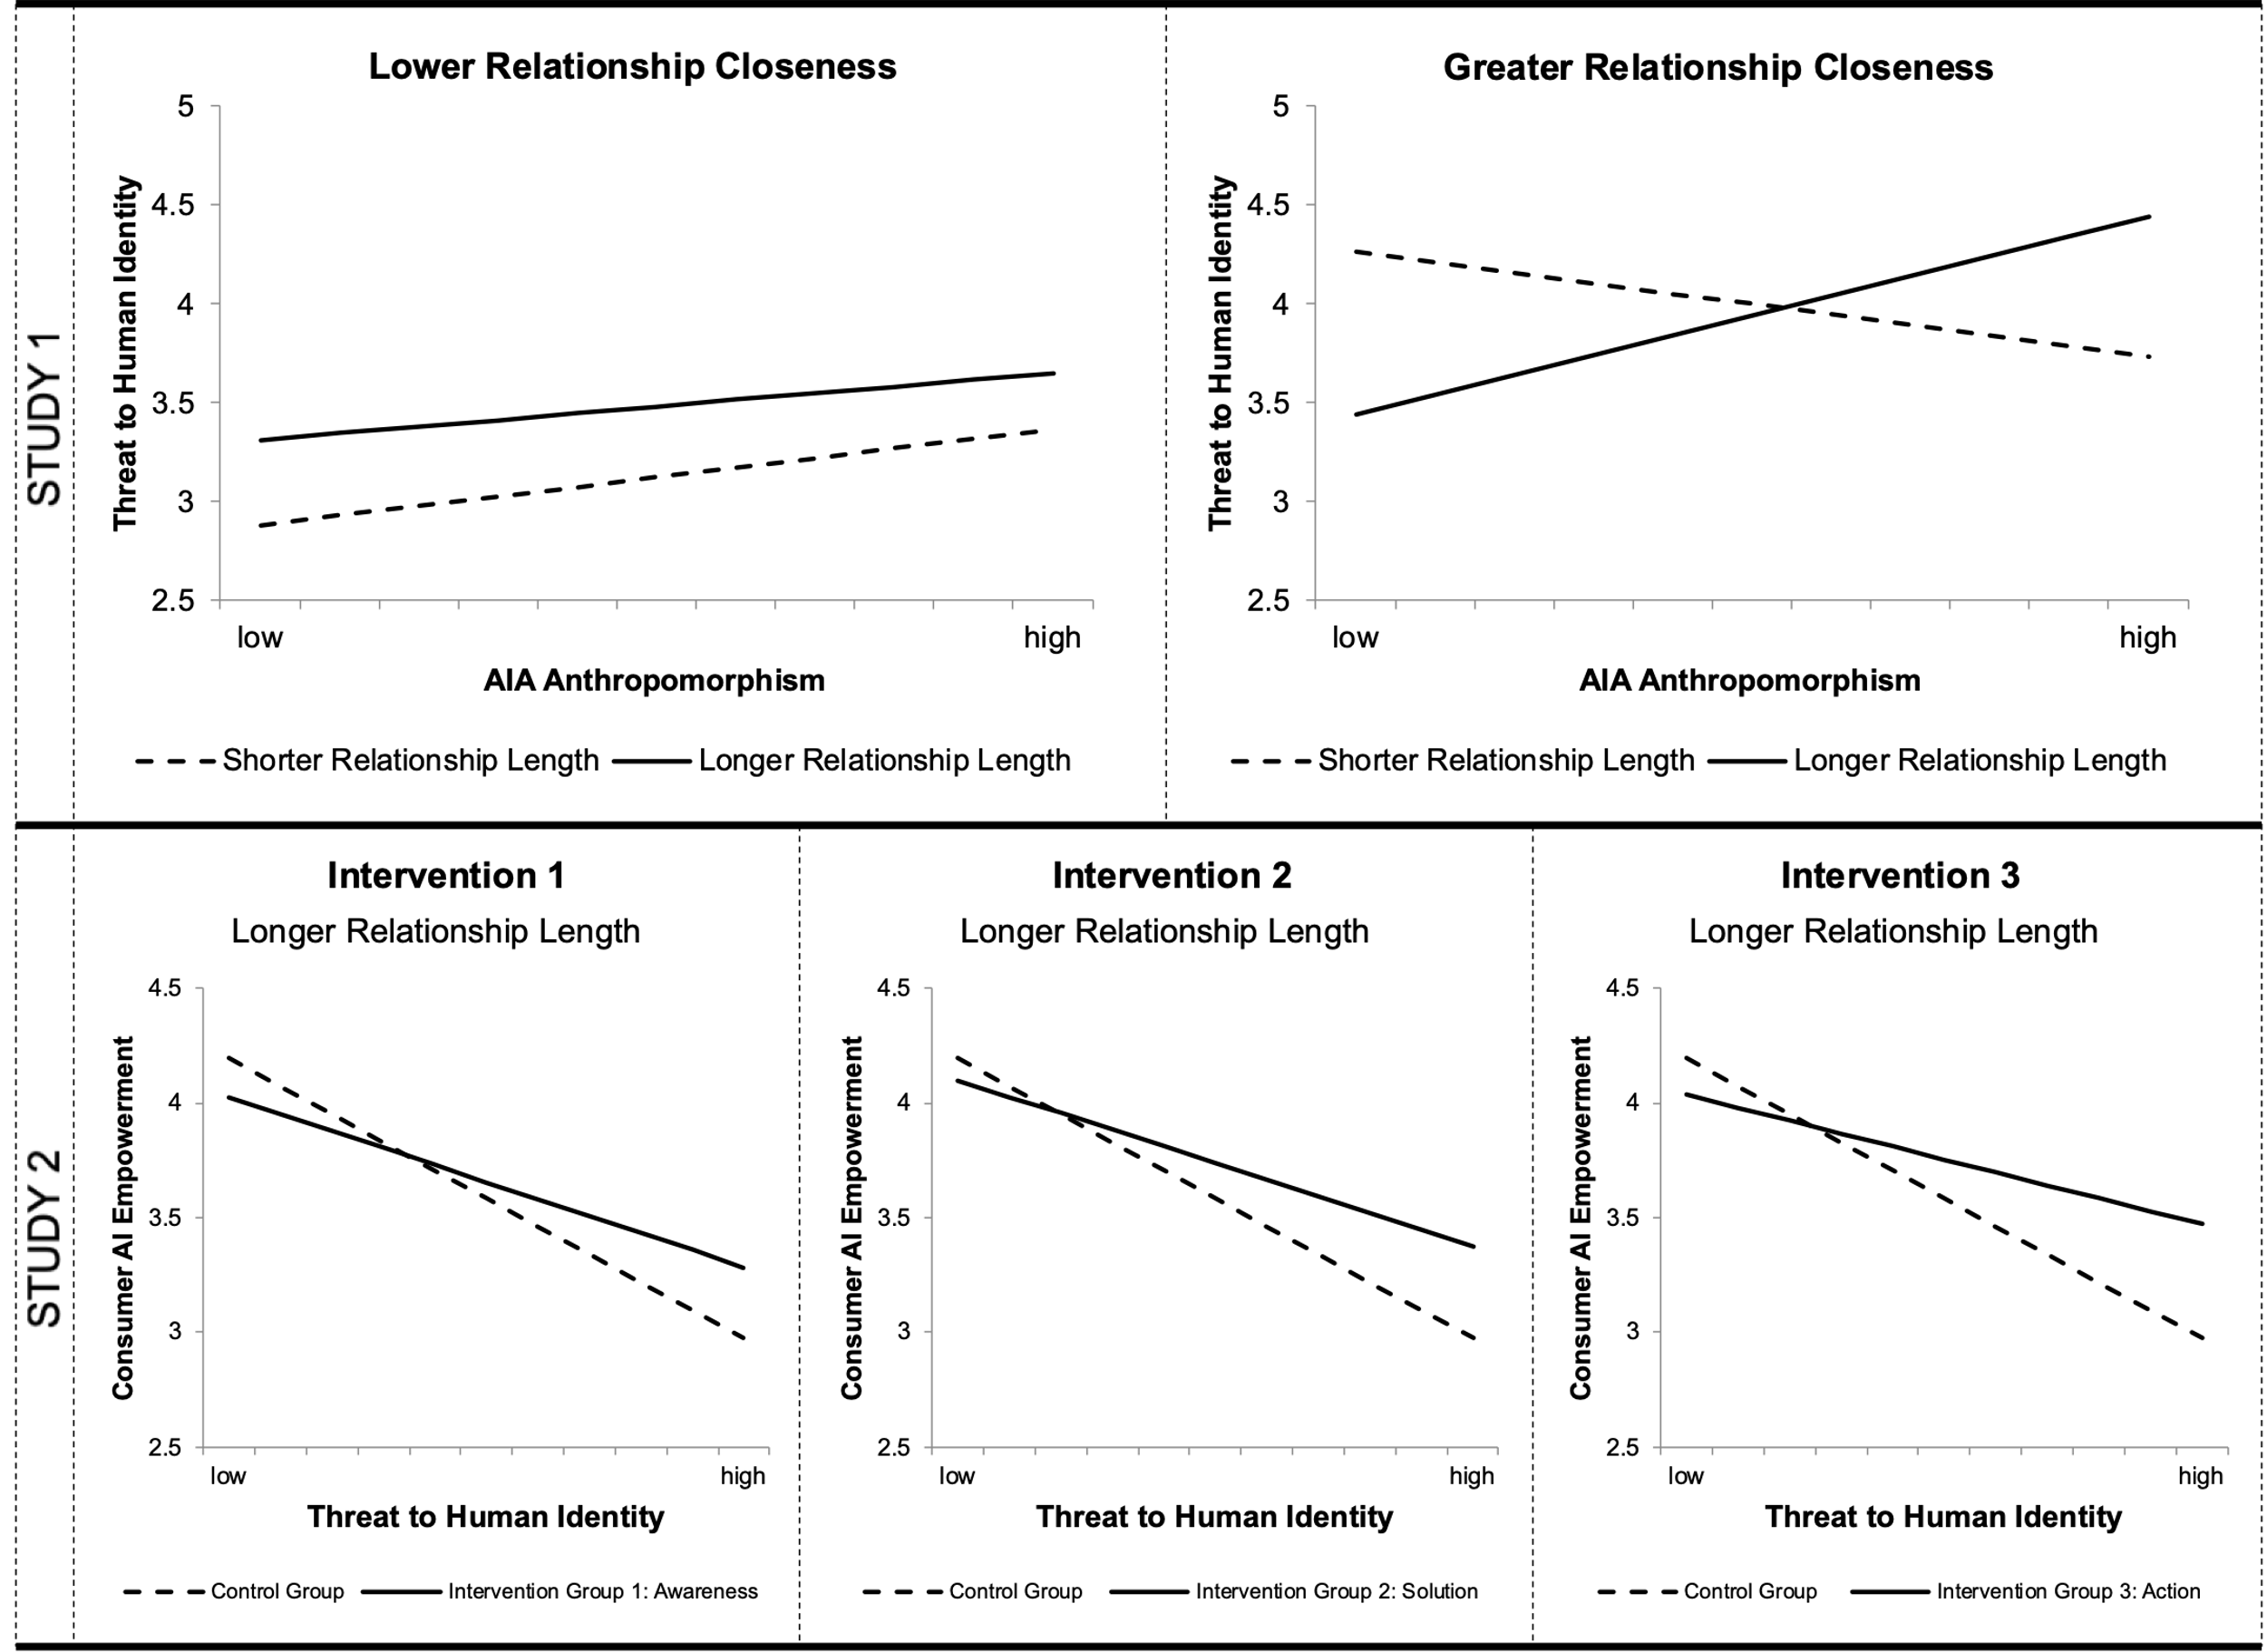 STUDY 1
Lower Relationship Closeness
Threat to Human Identity
5
4.5
4
3.5
3
2.5
low high
AIA Anthropomorphism
Shorter Relationship Length Longer Relationship Length
Greater Relationship Closeness
Threat to Human Identity
5
4.5
4
3.5
3
2.5
low high
AIA Anthropomorphism
Shorter Relationship Length Longer Relationship Length
STUDY 2
Intervention 1
Longer Relationship Length
Consumer AI Empowerment
4.5
4
3.5
3
2.5
low high
Threat to Human Identity
Control Group Intervention Group 1: Awareness
Intervention 2
Longer Relationship Length
Consumer AI Empowerment
4.5
4
3.5
3
2.5
low high
Threat to Human Identity
Control Group Intervention Group 2: Solution
Intervention 3
Longer Relationship Length
Consumer AI Empowerment
4.5
4
3.5
3
2.5
low high
Threat to Human Identity
Control Group Intervention Group 3: Action